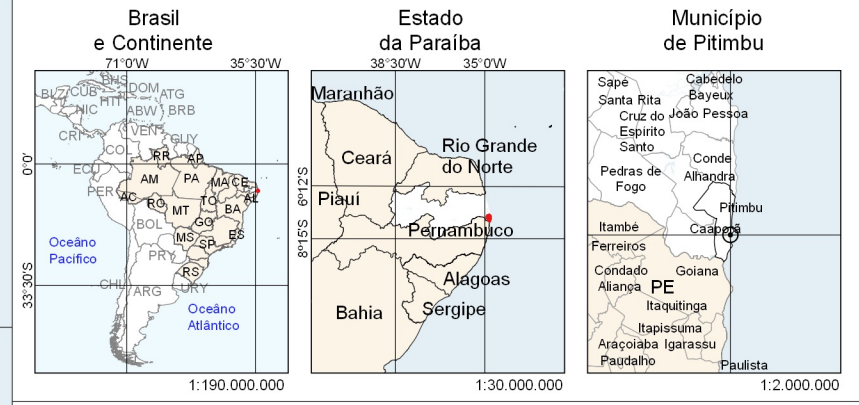 Brasil
e Continente
71°0'W
35°30'W
0°0'
33°30'S
BHS
BLZ
CUB
DOM
ATG
HTI
NIC
ABW
BRB
CRI
VEN
GUY
COL
RR
AP
ECU
AM
PA
MA
CE
PER
AC
RO
TO
AL
MT
BA
BOL
GO
MS
ES
SP
PRY
RS
CHL
ARG
URY
Oceâno
Pacífico
Oceâno
Atlântico
1:190.000.000
Estado
da Paraíba
38°30'W
35°0'W
6°12'S
8°15'S
Maranhão
Ceará
Rio Grande
do Norte
Piauí
Pernambuco
Alagoas
Sergipe
Bahia
1:30.000.000
Município
de Pitimbu
Sapé
Cabedelo
Santa Rita
Bayeux
Cruz do
Espirito
Santo
João Pessoa
Conde
Pedras de
Fogo
Alhandra
Pitimbu
Itambé
Caaporã
Ferreiros
Condado
Goiana
Aliança
PE
Itaquitinga
Itapissuma
Araçoiaba
Igarassu
Paudalho
Paulista
1:2.000.000